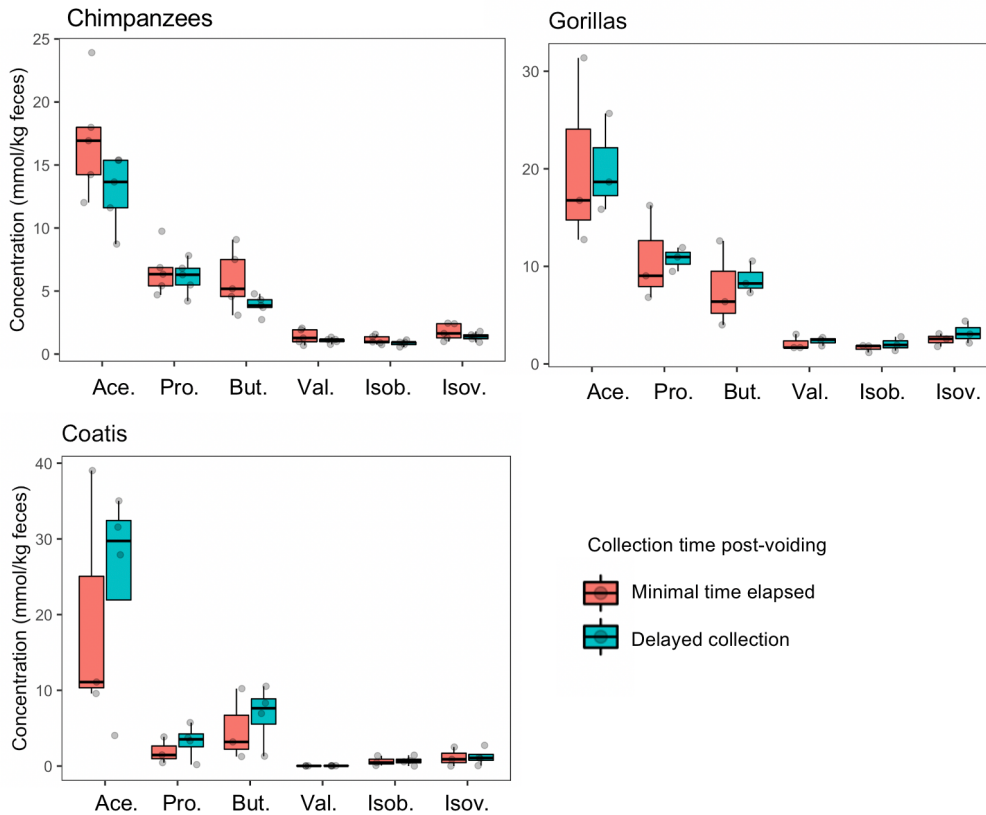 Chimpanzees
Concentration (mmol/kg feces)
25
20
15
10
5
0
Ace. Pro. But. Val. Isob. Isov.
Gorillas
30
20
10
0
Ace. Pro. But. Val. Isob. Isov.
Coatis
Concentration (mmol/kg feces)
40
30
20
10
0
Ace. Pro. But. Val. Isob. Isov.
Collection time post-voiding
Minimal time elapsed
Delayed collection